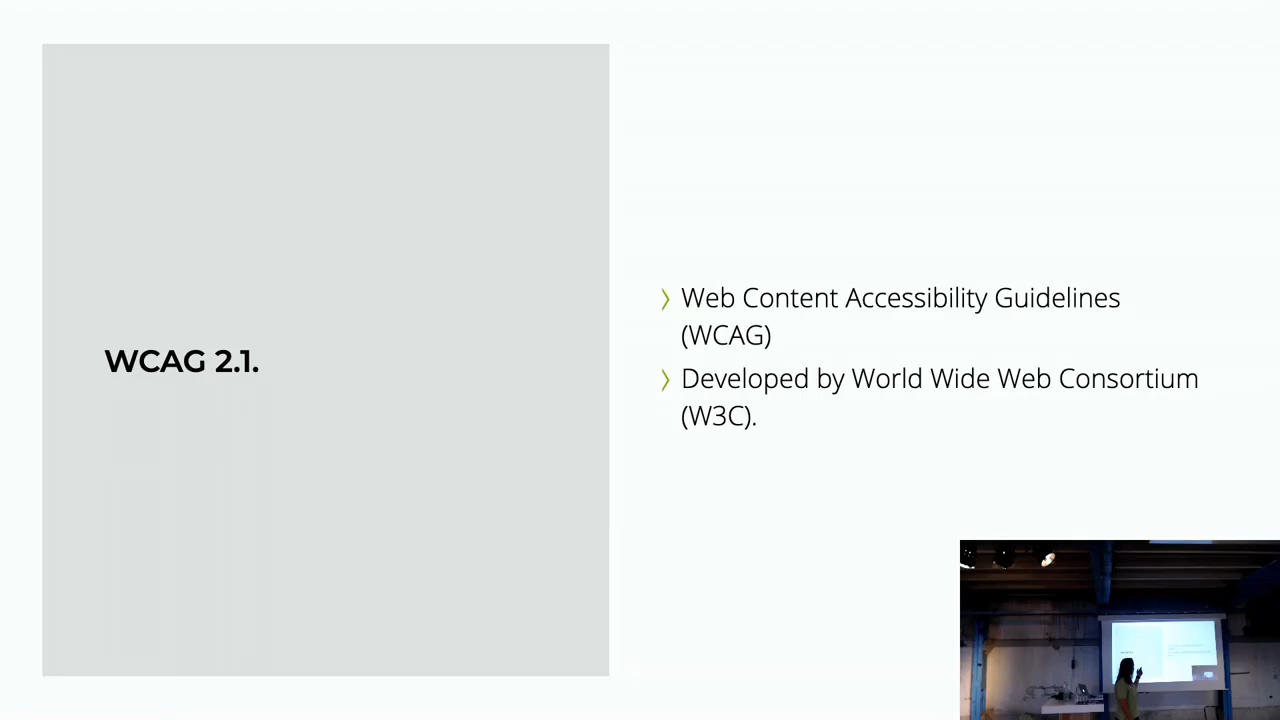 WCAG 2.1.
Web Content Accessibility Guidelines
(WCAG)
Developed by World Wide Web Consortium
(W3C).